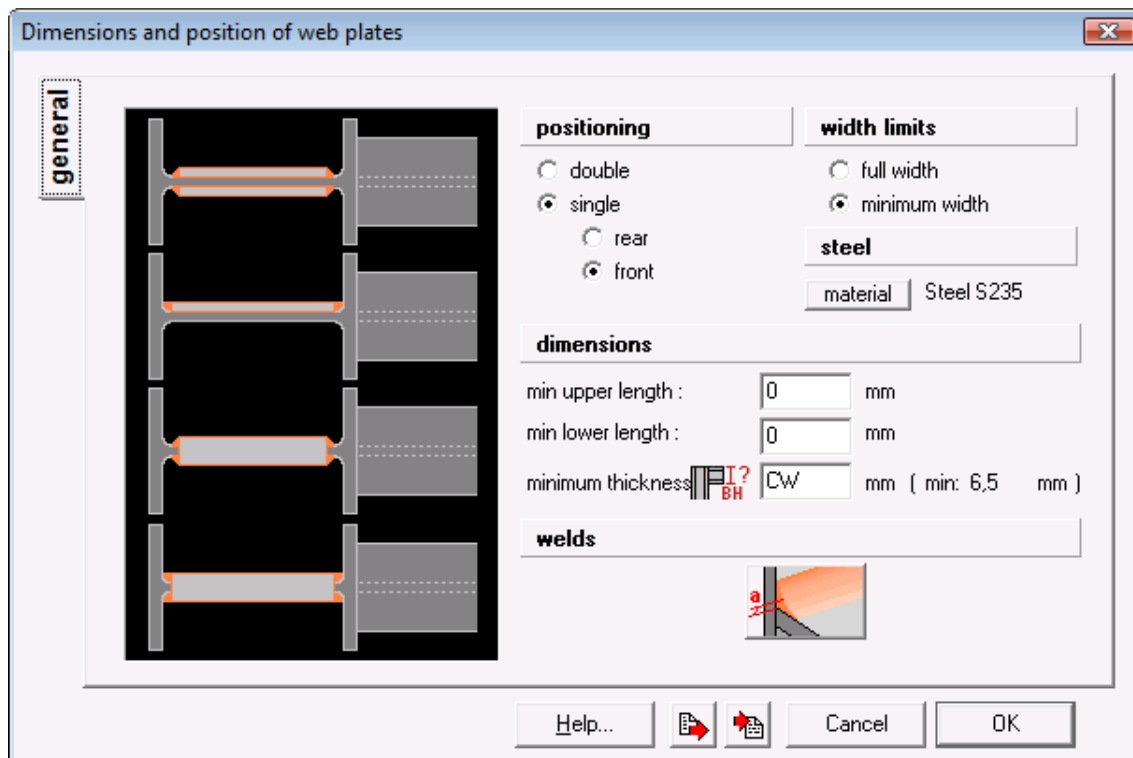 Dimensions and position of web plates
general
positioning
double
single
rear
front
width limits
full width
minimum width
steel
material Steel S235
dimensions
min upper length : 0 mm
min lower length : 0 mm
minimum thickness I? BH CW mm ( min: 6,5 mm )
welds
a
Help... Cancel OK